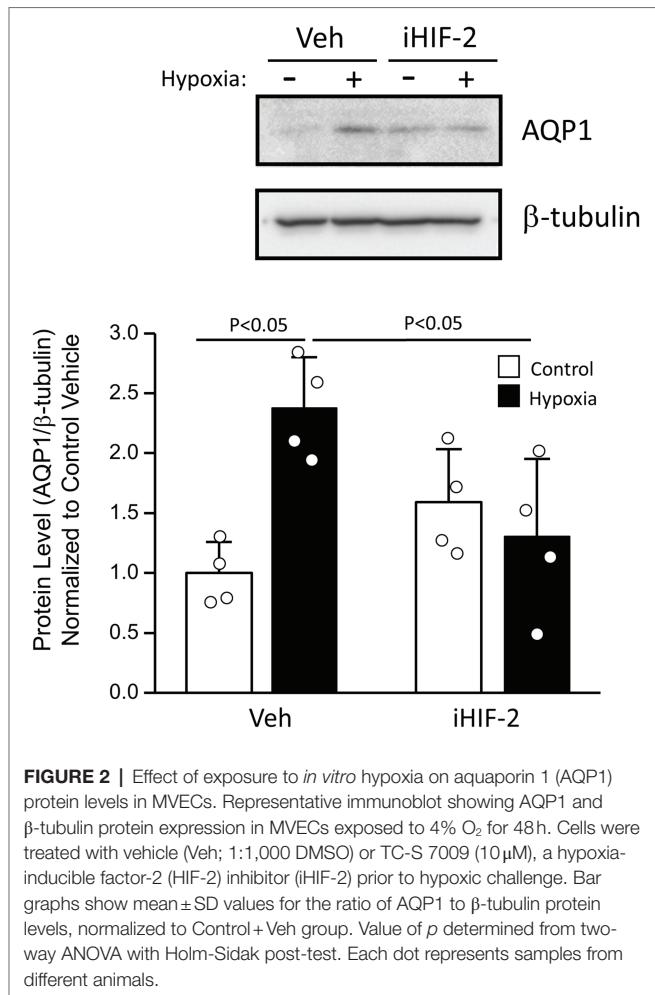 Veh iHIF-2
Hypoxia: - + - +
AQP1
β-tubulin
Protein Level (AQP1/β-tubulin)
Normalized to Control Vehicle
3.0
2.5
2.0
1.5
1.0
0.5
0.0
P<0.05 P<0.05
Control
Hypoxia
Veh iHIF-2
FIGURE 2 | Effect of exposure to in vitro hypoxia on aquaporin 1 (AQP1)
protein levels in MVECs. Representative immunoblot showing AQP1 and
β-tubulin protein expression in MVECs exposed to 4% O₂ for 48h. Cells were
treated with vehicle (Veh; 1:1,000 DMSO) or TC-S 7009 (10μM), a hypoxia-
inducible factor-2 (HIF-2) inhibitor (iHIF-2) prior to hypoxic challenge. Bar
graphs show mean±SD values for the ratio of AQP1 to β-tubulin protein
levels, normalized to Control+Veh group. Value of p determined from two-
way ANOVA with Holm-Sidak post-test. Each dot represents samples from
different animals.